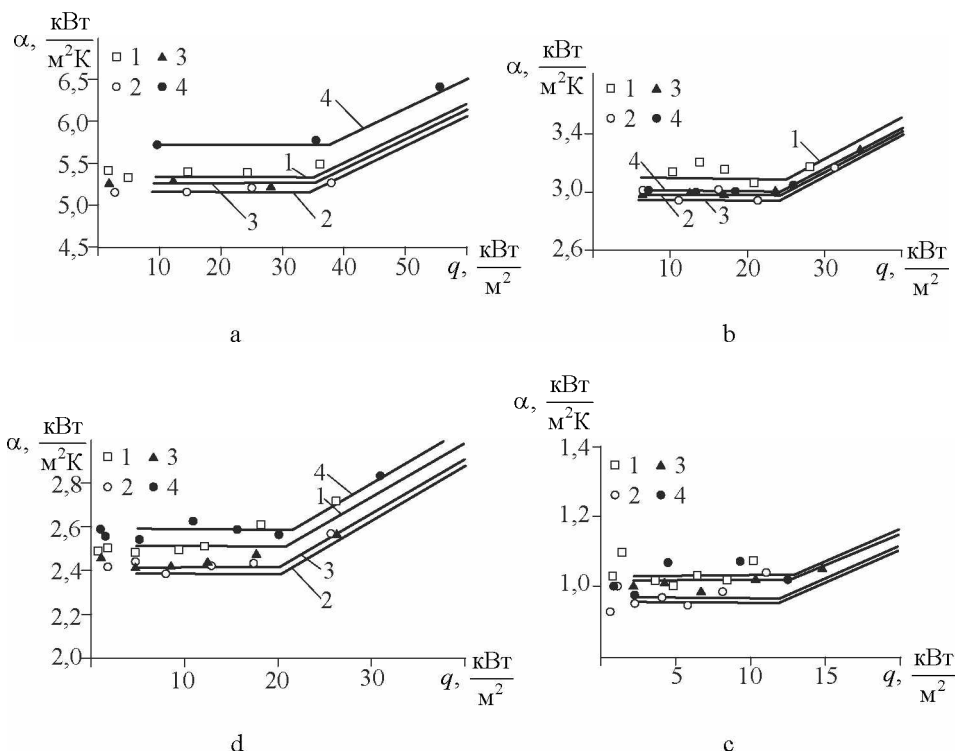 α, кВт/м²К
□ 1 ▲ 3
○ 2 ● 4
6,5
6,0
5,5
5,0
4,5
4
1
3
2
10 20 30 40 50 q, кВт/м²
a
α, кВт/м²К
□ 1 ▲ 3
○ 2 ● 4
3,4
3,0
2,6
1
4
2 3
10 20 30 q, кВт/м²
b
α, кВт/м²К
□ 1 ▲ 3
○ 2 ● 4
2,8
2,6
2,4
2,2
2,0
4
1
3
2
10 20 30 q, кВт/м²
d
α, кВт/м²К
□ 1 ▲ 3
○ 2 ● 4
1,4
1,2
1,0
5 10 15 q, кВт/м²
c